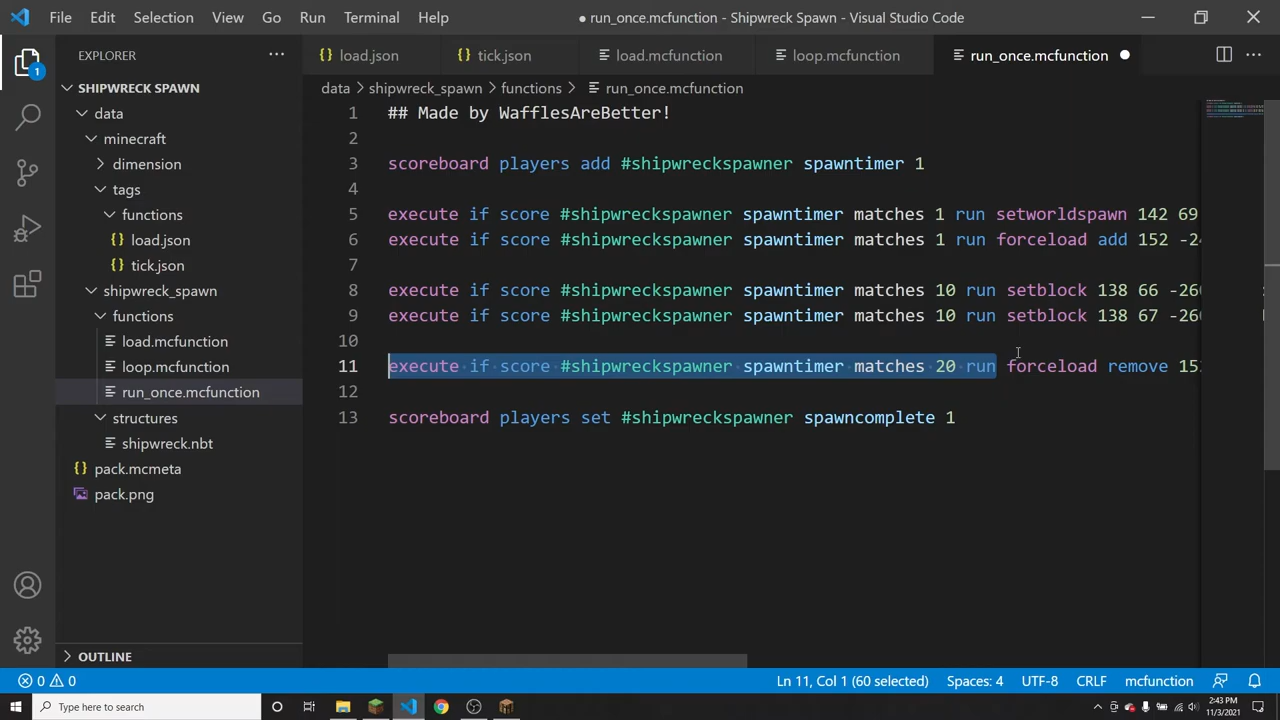 File Edit Selection View Go Run Terminal Help
● run_once.mcfunction - Shipwreck Spawn - Visual Studio Code
EXPLORER
load.json tick.json load.mcfunction loop.mcfunction run_once.mcfunction
SHIPWRECK SPAWN
data > shipwreck_spawn > functions > run_once.mcfunction
data
minecraft
dimension
tags
functions
load.json
tick.json
shipwreck_spawn
functions
load.mcfunction
loop.mcfunction
run_once.mcfunction
structures
shipwreck.nbt
pack.mcmeta
pack.png
OUTLINE
1
1 ## Made by WafflesAreBetter!
2
3 scoreboard players add #shipwreckspawner spawntimer 1
4
5 execute if score #shipwreckspawner spawntimer matches 1 run setworldspawn 142 69
6 execute if score #shipwreckspawner spawntimer matches 1 run forceload add 152 -24
7
8 execute if score #shipwreckspawner spawntimer matches 10 run setblock 138 66 -260
9 execute if score #shipwreckspawner spawntimer matches 10 run setblock 138 67 -260
10
11 execute if score #shipwreckspawner spawntimer matches 20 run forceload remove 152
12
13 scoreboard players set #shipwreckspawner spawncomplete 1
0 0 Ln 11, Col 1 (60 selected) Spaces: 4 UTF-8 CRLF mcfunction
Type here to search
2:43 PM
11/3/2021